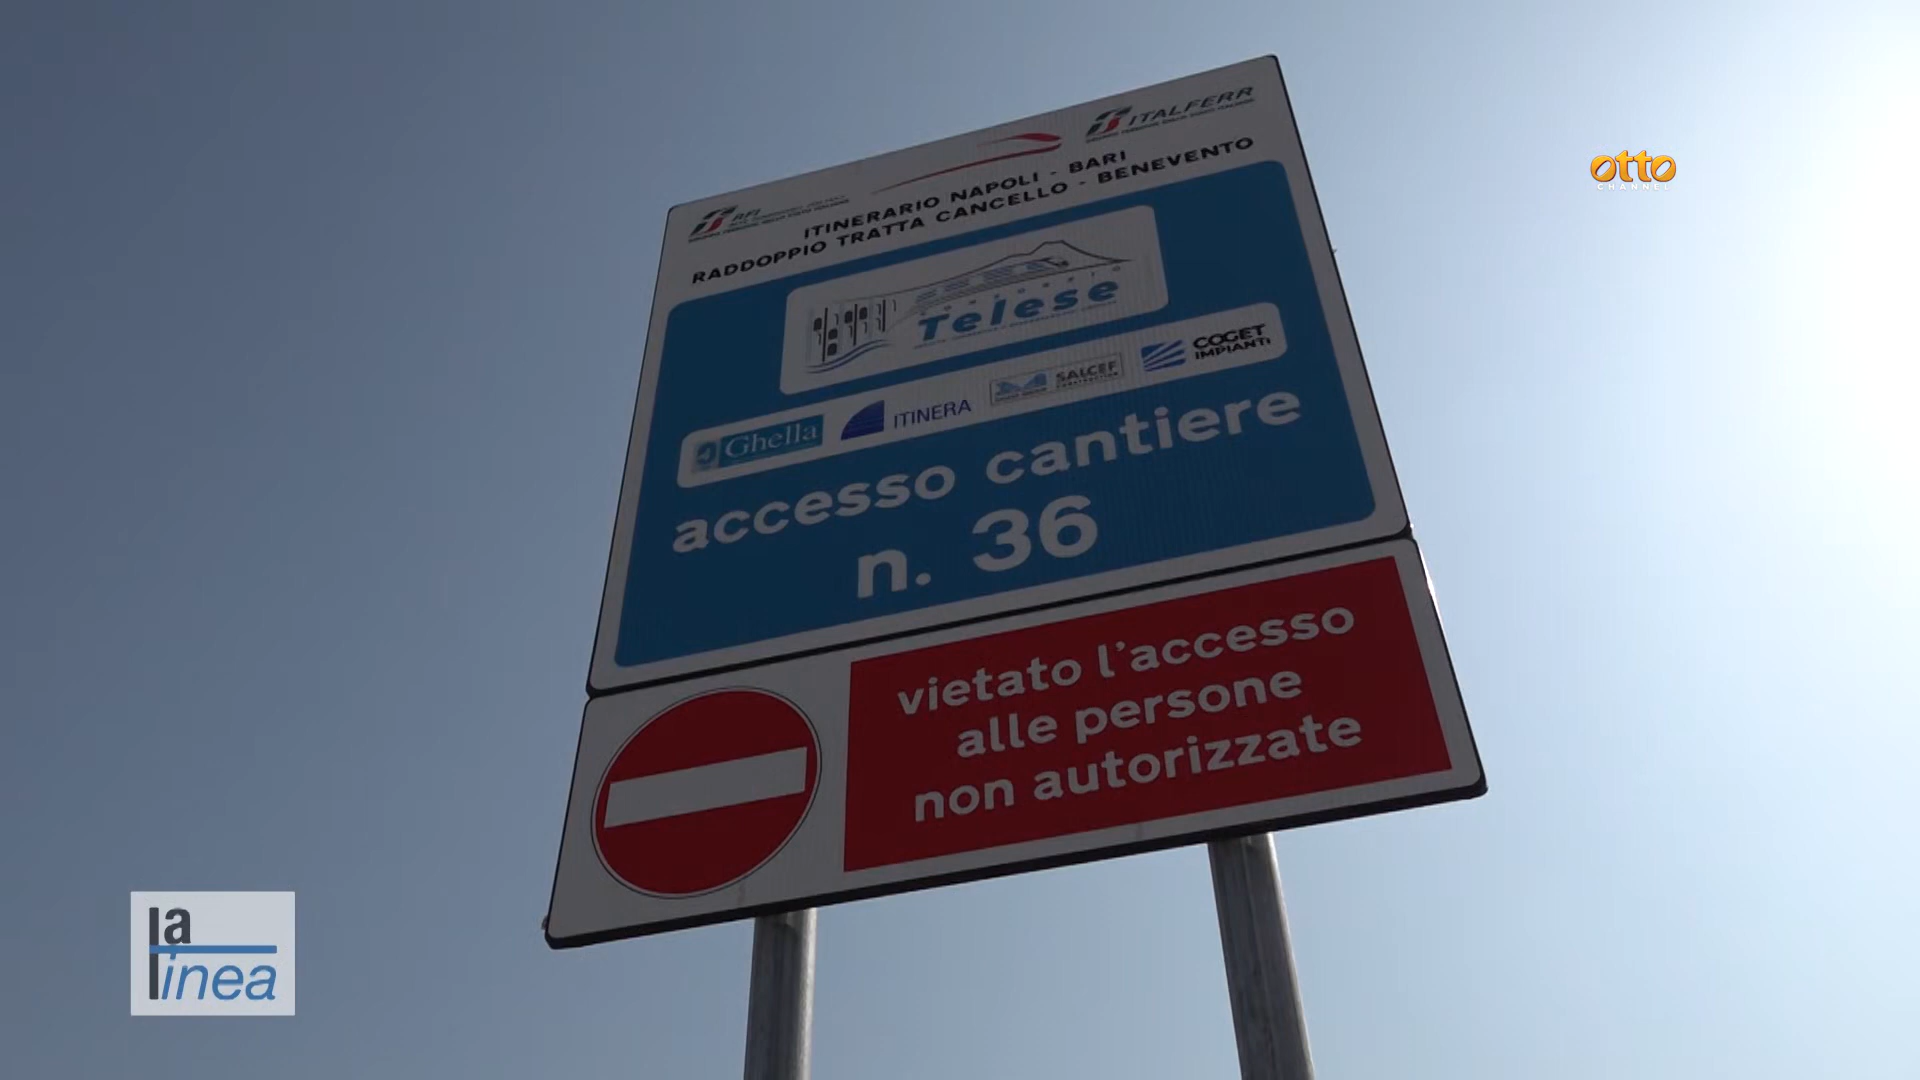 ITALFERR
RFI
ITINERARIO NAPOLI - BARI
RADDOPPIO TRATTA CANCELLO - BENEVENTO
CONSORZIO
Telese
Ghella
ITINERA
SALCEF
COGET
IMPIANTI
accesso cantiere
n. 36
vietato l'accesso
alle persone
non autorizzate
otto
CHANNEL
la
linea